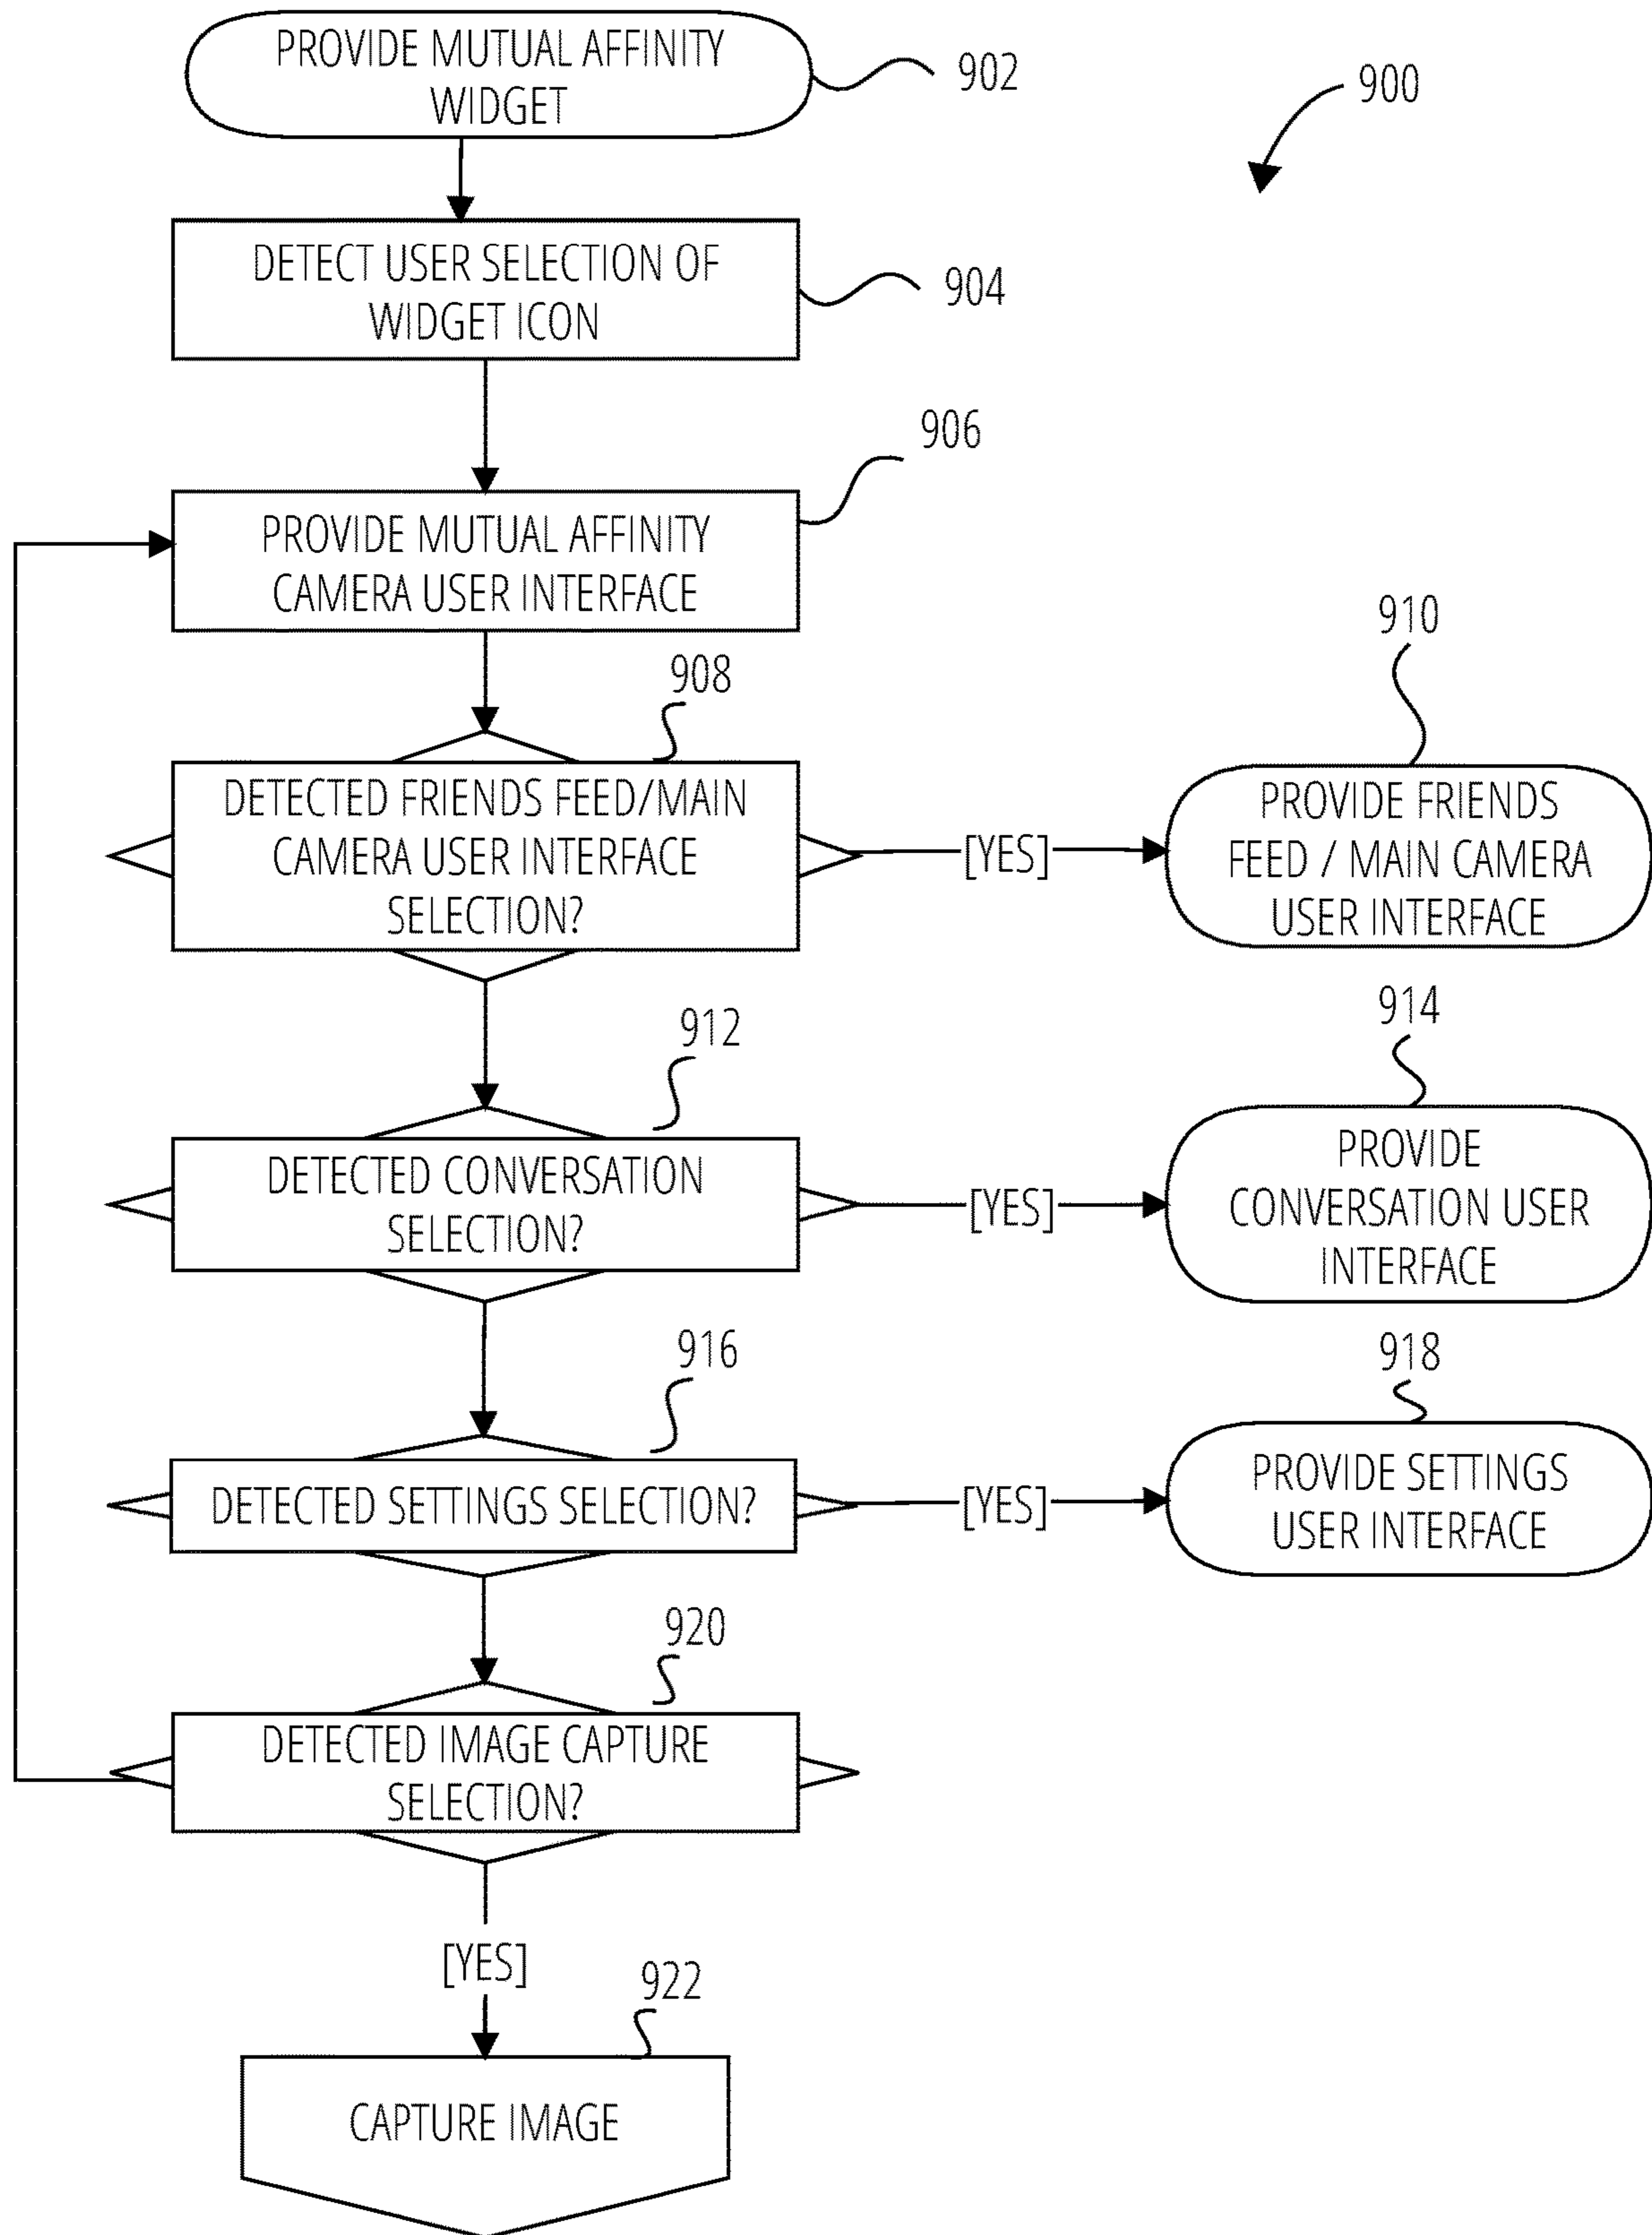 PROVIDE MUTUAL AFFINITY
WIDGET
902
900
DETECT USER SELECTION OF
WIDGET ICON
904
906
PROVIDE MUTUAL AFFINITY
CAMERA USER INTERFACE
908
DETECTED FRIENDS FEED/MAIN
CAMERA USER INTERFACE
SELECTION?
[YES]
910
PROVIDE FRIENDS
FEED / MAIN CAMERA
USER INTERFACE
912
DETECTED CONVERSATION
SELECTION?
[YES]
914
PROVIDE
CONVERSATION USER
INTERFACE
916
DETECTED SETTINGS SELECTION?
[YES]
918
PROVIDE SETTINGS
USER INTERFACE
920
DETECTED IMAGE CAPTURE
SELECTION?
[YES]
922
CAPTURE IMAGE